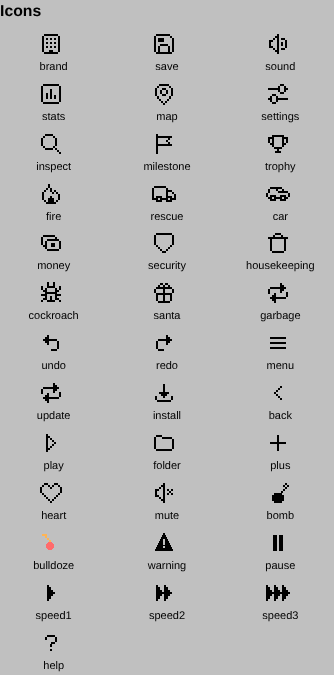 Icons
brand save sound
stats map settings
inspect milestone trophy
fire rescue car
money security housekeeping
cockroach santa garbage
undo redo menu
update install back
play folder plus
heart mute bomb
bulldoze warning pause
speed1 speed2 speed3
help